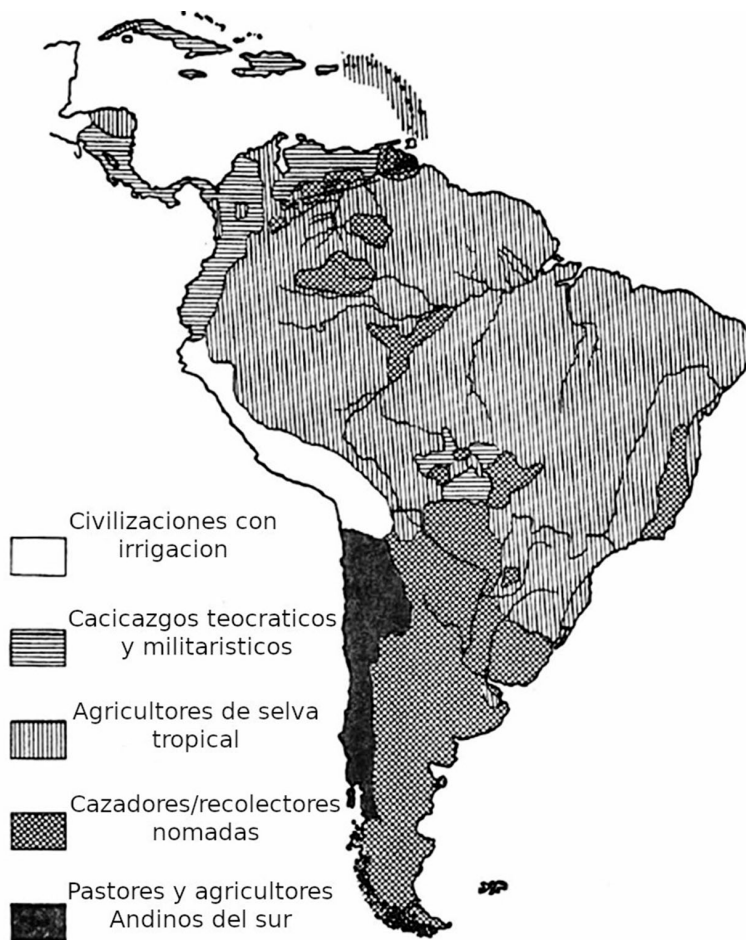 Civilizaciones con
irrigacion
Cacicazgos teocraticos
y militaristicos
Agricultores de selva
tropical
Cazadores/recolectores
nomadas
Pastores y agricultores
Andinos del sur